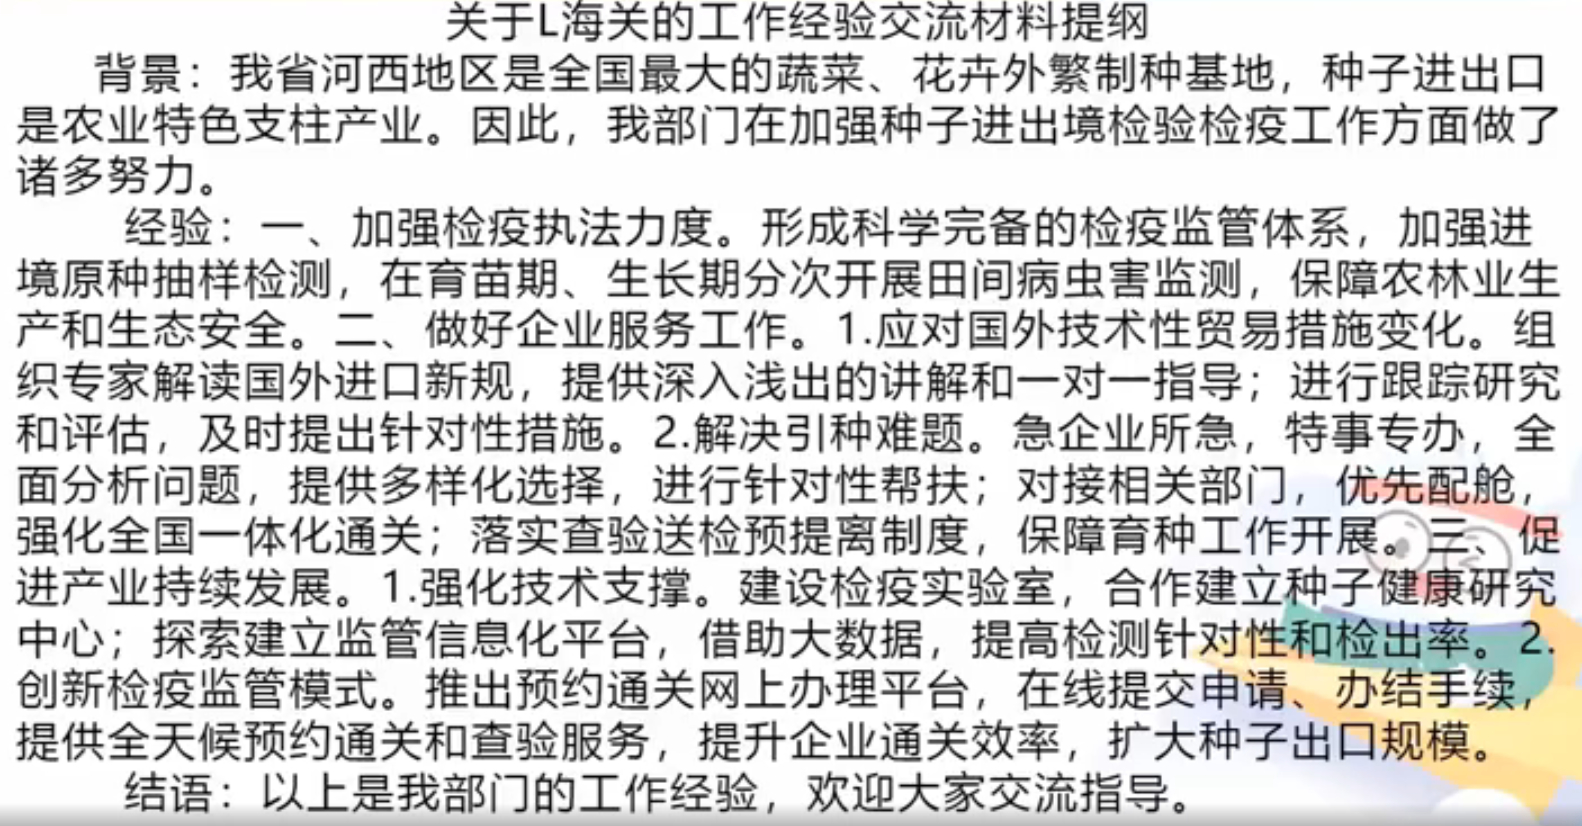 关于L海关的工作经验交流材料提纲
背景：我省河西地区是全国最大的蔬菜、花卉外繁制种基地，种子进出口
是农业特色支柱产业。因此，我部门在加强种子进出境检验检疫工作方面做了
诸多努力。
经验：一、加强检疫执法力度。形成科学完备的检疫监管体系，加强进
境原种抽样检测，在育苗期、生长期分次开展田间病虫害监测，保障农林业生
产和生态安全。二、做好企业服务工作。1.应对国外技术性贸易措施变化。组
织专家解读国外进口新规，提供深入浅出的讲解和一对一指导；进行跟踪研究
和评估，及时提出针对性措施。2.解决引种难题。急企业所急，特事专办，全
面分析问题，提供多样化选择，进行针对性帮扶；对接相关部门，优先配舱，
强化全国一体化通关；落实查验送检预提离制度，保障育种工作开展。三、促
进产业持续发展。1.强化技术支撑。建设检疫实验室，合作建立种子健康研究
中心；探索建立监管信息化平台，借助大数据，提高检测针对性和检出率。2.
创新检疫监管模式。推出预约通关网上办理平台，在线提交申请、办结手续，
提供全天候预约通关和查验服务，提升企业通关效率，扩大种子出口规模。
结语：以上是我部门的工作经验，欢迎大家交流指导。